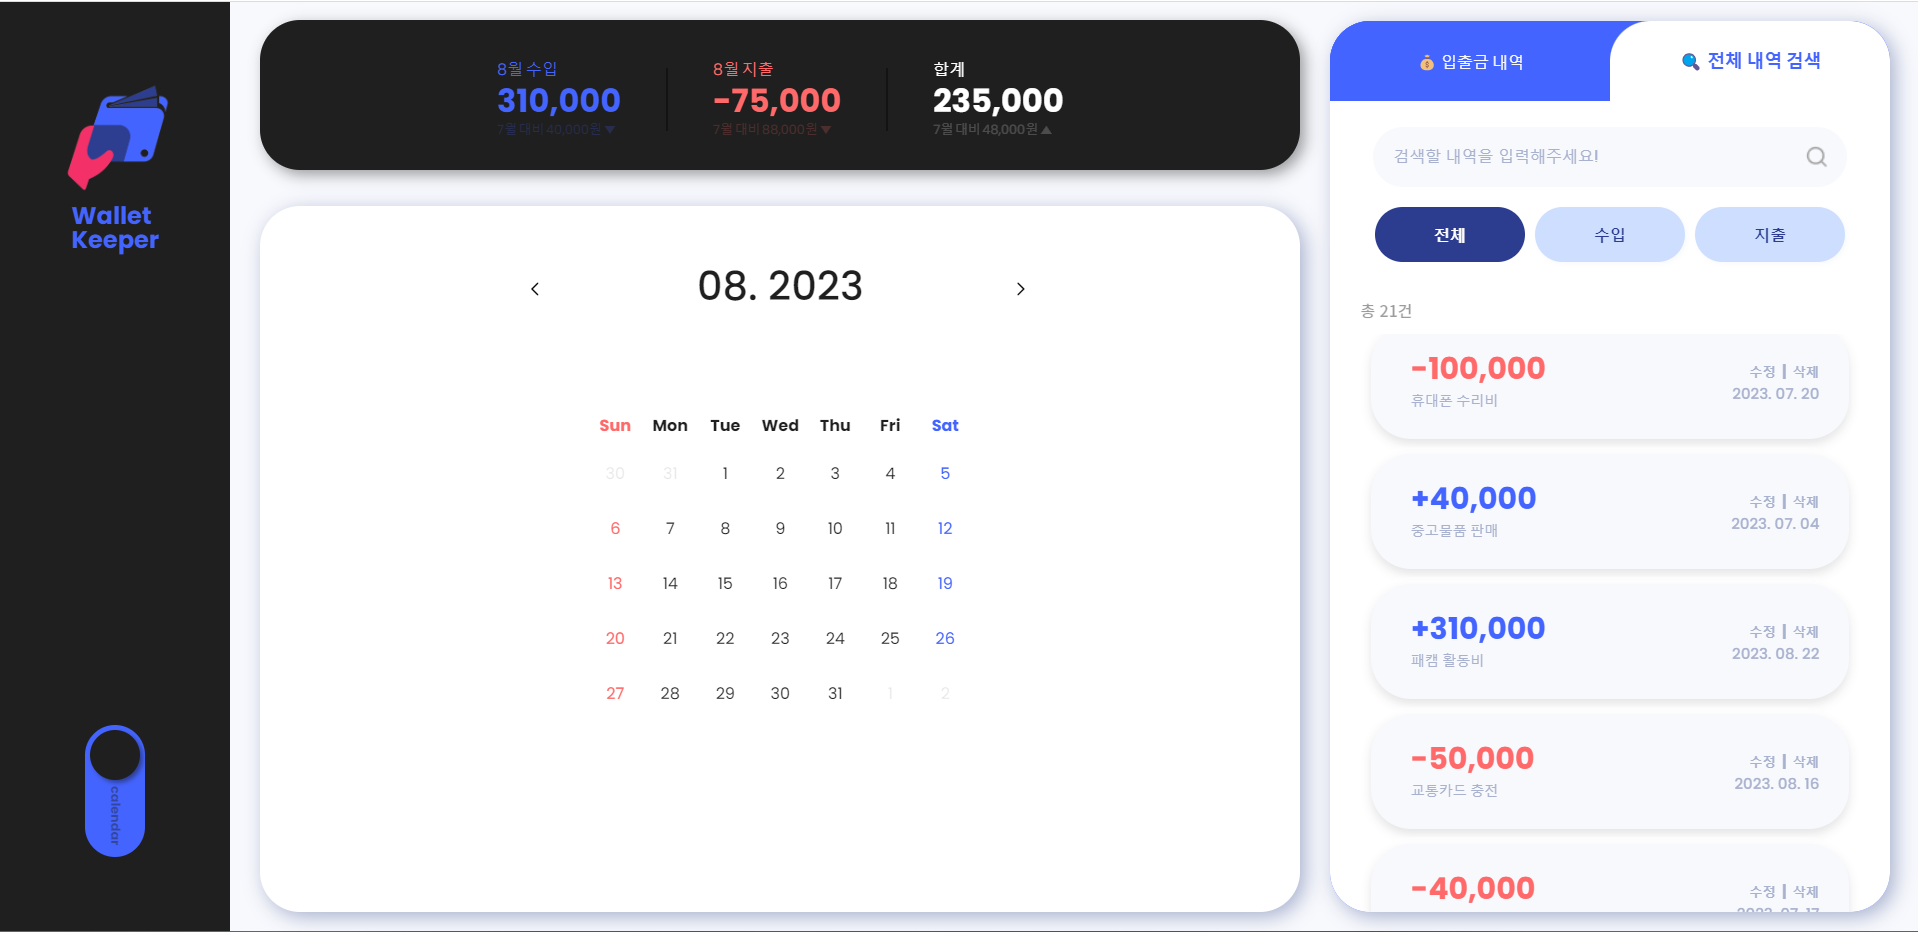 Wallet
Keeper
calendar
8월 수입
310,000
7월 대비 40,000원 ▼
8월 지출
-75,000
7월 대비 88,000원 ▼
합계
235,000
7월 대비 48,000원 ▲
08. 2023
Sun Mon Tue Wed Thu Fri Sat
30 31 1 2 3 4 5
6 7 8 9 10 11 12
13 14 15 16 17 18 19
20 21 22 23 24 25 26
27 28 29 30 31 1 2
입출금 내역
전체 내역 검색
검색할 내역을 입력해주세요!
전체 수입 지출
총 21건
-100,000
휴대폰 수리비
수정 | 삭제
2023. 07. 20
+40,000
중고물품 판매
수정 | 삭제
2023. 07. 04
+310,000
패캠 활동비
수정 | 삭제
2023. 08. 22
-50,000
교통카드 충전
수정 | 삭제
2023. 08. 16
-40,000
수정 | 삭제
2023. 07. 17